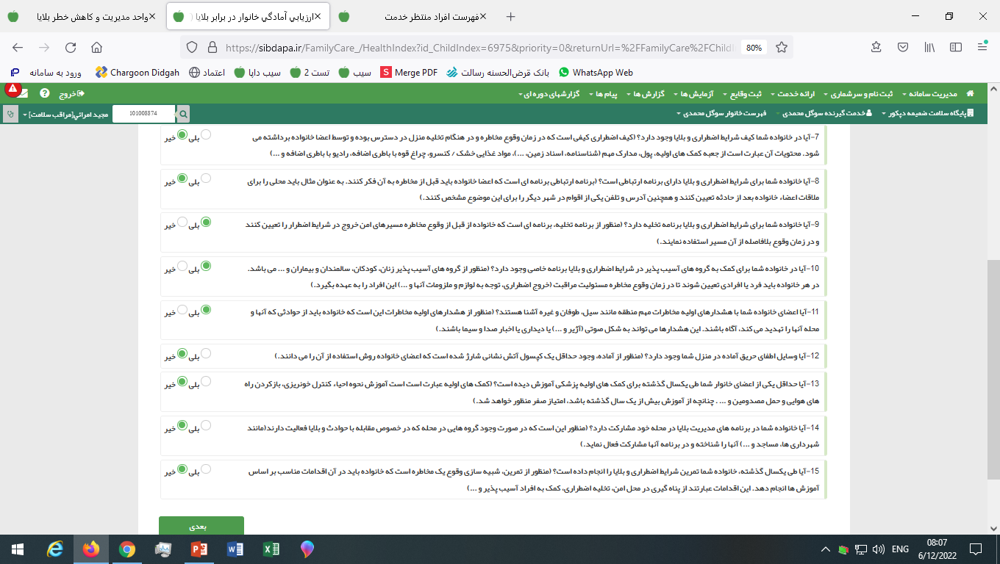 واحد مدیریت و کاهش خطر بلایا
ارزیابي آمادگي خانوار در برابر بلایا (
فهرست افراد منتظر خدمت
https://sibdapa.ir/FamilyCare_/HealthIndex?id_ChildIndex=6975&priority=0&returnUrl=%2FFamilyCare%2FChildI
80%
ورود به سامانه
Chargoon Didgah
اعتماد
سیب داپا
تست 2
سیب
Merge PDF
بانک قرض‌الحسنه رسالت
WhatsApp Web
مدیریت سامانه
ثبت نام و سرشماری
ارائه خدمت
ثبت وقایع
آزمایش ها
گزارش ها
پیام ها
گزارشهای دوره ای
خروج
پایگاه سلامت ضمیمه دپکور
خدمت گیرنده سوگل محمدی
فهرست خانوار سوگل محمدی
مجید امرائي[مراقب سلامت]
7-آیا در خانواده شما کیف شرایط اضطراری و بلایا وجود دارد؟ (کیف اضطراری کیفی است که در زمان وقوع مخاطره و در هنگام تخلیه منزل در دسترس بوده و توسط اعضا خانواده برداشته می
شود. محتویات آن عبارت است از جعبه کمک های اولیه، پول، مدارک مهم (شناسنامه، اسناد زمین، ...)، مواد غذایی خشک / کنسرو، چراغ قوه با باطری اضافه، رادیو با باطری اضافه و ...)
بلی خیر
8-آیا خانواده شما برای شرایط اضطراری و بلایا دارای برنامه ارتباطی است؟ (برنامه ارتباطی برنامه ای است که اعضا خانواده باید قبل از مخاطره به آن فکر کنند. به عنوان مثال باید محلی را برای
ملاقات اعضاء خانواده بعد از حادثه تعیین کنند و همچنین آدرس و تلفن یکی از اقوام در شهر دیگر را برای این موضوع مشخص کنند.)
بلی خیر
9-آیا خانواده شما برای شرایط اضطراری و بلایا برنامه تخلیه دارد؟ (منظور از برنامه تخلیه، برنامه ای است که خانواده از قبل از وقوع مخاطره مسیرهای امن خروج در شرایط اضطرار را تعیین کنند
و در زمان وقوع بلافاصله از آن مسیر استفاده نمایند.)
بلی خیر
10-آیا در خانواده شما برای کمک به گروه های آسیب پذیر در شرایط اضطراری و بلایا برنامه خاصی وجود دارد؟ (منظور از گروه های آسیب پذیر زنان، کودکان، سالمندان و بیماران و ... می باشد.
در هر خانواده باید فرد یا افرادی تعیین شوند تا در زمان وقوع مخاطره مسئولیت مراقبت (خروج اضطراری، توجه به لوازم و ملزومات آنها و ...) این افراد را به عهده بگیرد.)
بلی خیر
11-آیا اعضای خانواده شما با هشدارهای اولیه مخاطرات مهم منطقه مانند سیل، طوفان و غیره آشنا هستند؟ (منظور از هشدارهای اولیه مخاطرات این است که خانواده باید از حوادثی که آنها و
محله آنها را تهدید می کند، آگاه باشند. این هشدارها می تواند به شکل صوتی (آژیر و ...) یا دیداری یا اخبار صدا و سیما باشند.)
بلی خیر
12-آیا وسایل اطفای حریق آماده در منزل شما وجود دارد؟ (منظور از آماده، وجود حداقل یک کپسول آتش نشانی شارژ شده است که اعضای خانواده روش استفاده از آن را می دانند.)
بلی خیر
13-آیا حداقل یکی از اعضای خانوار شما طی یکسال گذشته برای کمک های اولیه پزشکی آموزش دیده است؟ (کمک های اولیه عبارت است است آموزش نحوه احیاء کنترل خونریزی، بازکردن راه
های هوایی و حمل مصدومین و ... . چنانچه از آموزش بیش از یک سال گذشته باشد، امتیاز صفر منظور خواهد شد.)
بلی خیر
14-آیا خانواده شما در برنامه های مدیریت بلایا در محله خود مشارکت دارد؟ (منظور این است که در صورت وجود گروه هایی در محله که در خصوص مقابله با حوادث و بلایا فعالیت دارند(مانند
شهرداری ها، مساجد و ...) آنها را شناخته و در برنامه آنها مشارکت فعال نماید.)
بلی خیر
15-آیا طی یکسال گذشته، خانواده شما تمرین شرایط اضطراری و بلایا را انجام داده است؟ (منظور از تمرین، شبیه سازی وقوع یک مخاطره است که خانواده باید در آن اقدامات مناسب بر اساس
آموزش ها انجام دهد. این اقدامات عبارتند از پناه گیری در محل امن، تخلیه اضطراری، کمک به افراد آسیب پذیر و ...)
بلی خیر
بعدی
ENG
08:07
6/12/2022